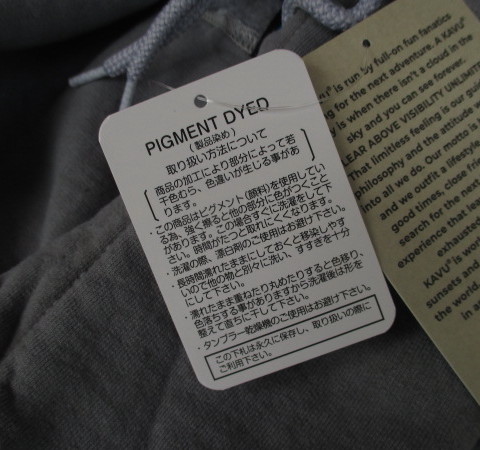 PIGMENT DYED
(製品染め)
取り扱い方法について
商品の加工により部分によって若
干色むら、色違いが生じる事があ
ります。
・この商品はピグメント(顔料)を使用してい
る為、強く擦ると他の部分に色がつくこと
があります。この場合すぐに洗濯をして下
さい。時間がたつと取れにくくなります。
・洗濯の際、漂白剤のご使用はお避け下さい。
・長時間濡れたままにしておくと移染しやす
いので他の物と別々に洗い、すすぎを十分
にして下さい。
・濡れたまま重ねたり丸めたりすると色移り、
色落ちする事がありますから洗濯後は形を
整えて直ちに干して下さい。
・タンブラー乾燥機のご使用はお避け下さい。
この下札は永久に保存し、取り扱いの際に
ご利用下さい。
is run by full-on fun fanatics
for the next adventure. A KAVU
is when there isn't a cloud in the
sky and you can see forever.
LEAR ABOVE VISIBILITY UNLIMIT
That limitless feeling is our guid
philosophy and the attitude w
into all we do. Our motto is
and we outfit a lifestyle
good times, close fri
search for the next
experience that le
exhauste
KAVU is wo
sunsets and
the world
in